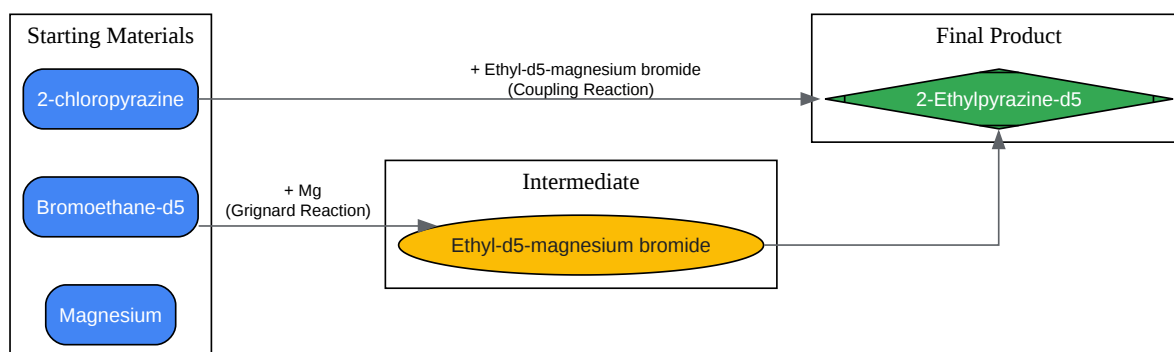 Starting Materials
2-chloropyrazine
Bromoethane-d5
Magnesium
+ Ethyl-d5-magnesium bromide
(Coupling Reaction)
+ Mg
(Grignard Reaction)
Intermediate
Ethyl-d5-magnesium bromide
Final Product
2-Ethylpyrazine-d5